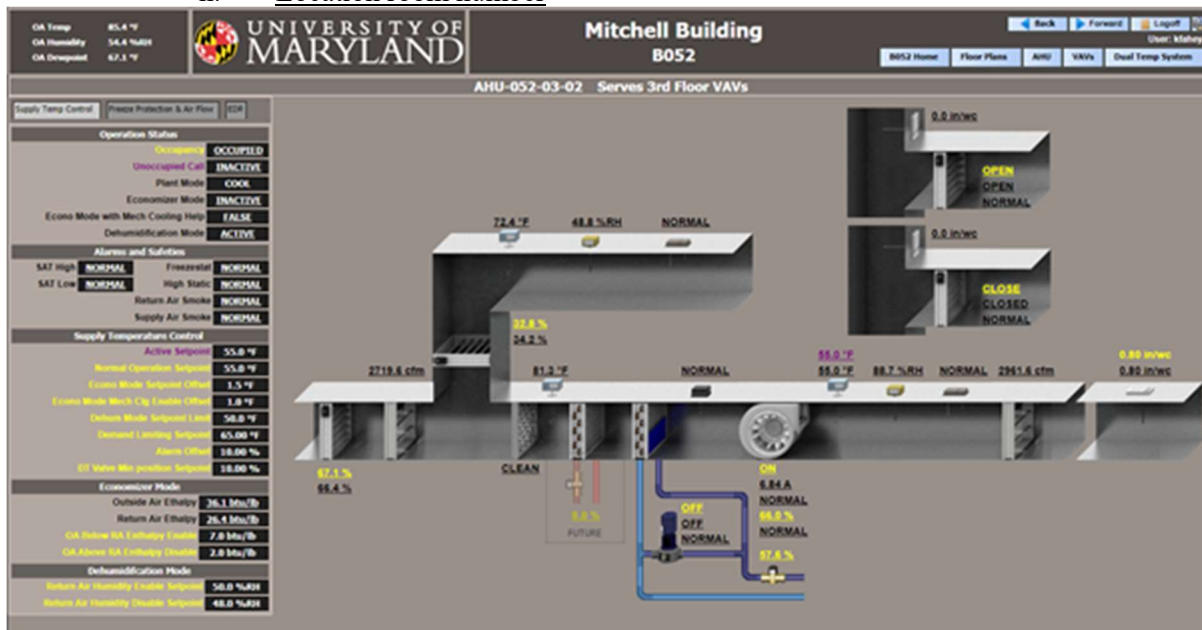 Location room number
OA Temp 85.4 °F
OA Humidity 54.4 %RH
OA Dewpoint 67.1 °F
UNIVERSITY OF
MARYLAND
Mitchell Building
B052
Back Forward Logoff
User: kfahey
B052 Home Floor Plans AHU VAVs Dual Temp System
AHU-052-03-02 Serves 3rd Floor VAVs
Supply Temp Control Freeze Protection & Air Flow EDR
Operation Status
Occupancy OCCUPIED
Unoccupied Call INACTIVE
Plant Mode COOL
Economizer Mode INACTIVE
Econo Mode with Mech Cooling Help FALSE
Dehumidification Mode ACTIVE
Alarms and Safeties
SAT High NORMAL Freezestat NORMAL
SAT Low NORMAL High Static NORMAL
Return Air Smoke NORMAL
Supply Air Smoke NORMAL
Supply Temperature Control
Active Setpoint 55.0 °F
Normal Operation Setpoint 55.0 °F
Econo Mode Setpoint Offset 1.5 °F
Econo Mode Mech Clg Enable Offset 1.0 °F
Dehum Mode Setpoint Limit 50.0 °F
Demand Limiting Setpoint 65.00 °F
Alarm Offset 10.00 %
DT Valve Min position Setpoint 10.00 %
Economizer Mode
Outside Air Ethalpy 36.1 btu/lb
Return Air Ethalpy 26.4 btu/lb
OA Below RA Enthalpy Enable 7.0 btu/lb
OA Above RA Enthalpy Disable 2.0 btu/lb
Dehumidifcation Mode
Return Air Humidity Enable Setpoint 50.0 %RH
Return Air Humidity Disable Setpoint 48.0 %RH
0.0 in/wc
OPEN
OPEN
NORMAL
0.0 in/wc
CLOSE
CLOSED
NORMAL
72.4 °F 48.8 %RH NORMAL
32.8 %
34.2 %
55.0 °F 0.80 in/wc
2719.6 cfm 81.3 °F NORMAL 55.0 °F 88.7 %RH NORMAL 2961.6 cfm 0.80 in/wc
67.1 %
66.4 %
CLEAN
0.0 %
FUTURE
ON
6.84 A
NORMAL
66.0 %
NORMAL
OFF
OFF
NORMAL
57.6 %